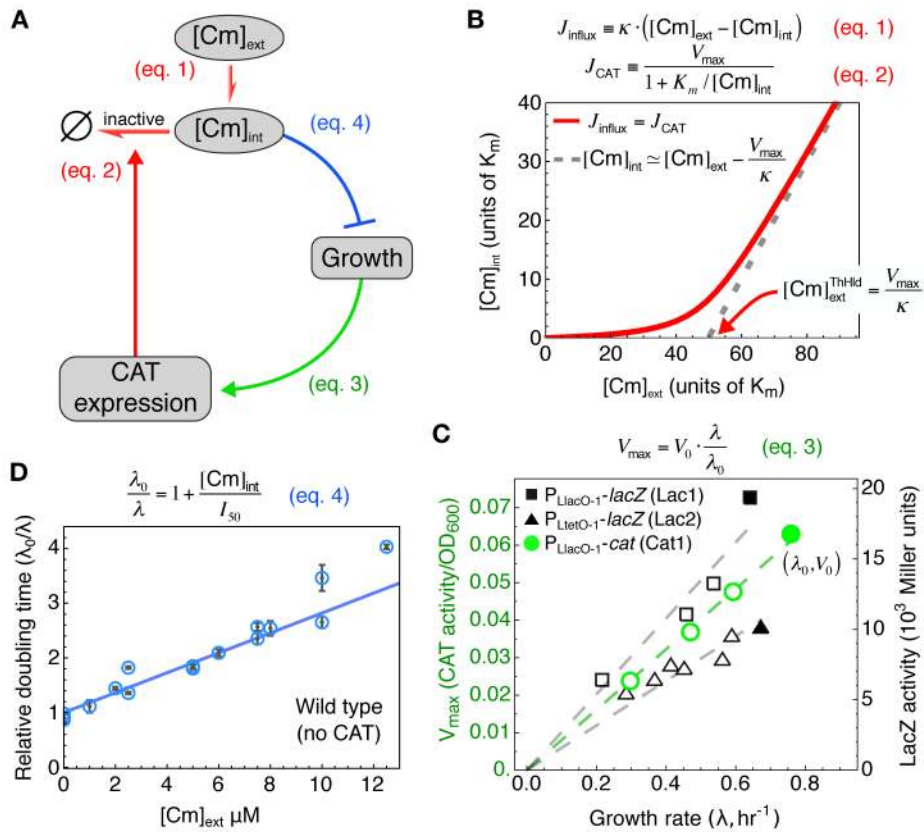 A
[Cm]ext
(eq. 1)
∅
inactive
[Cm]int
(eq. 4)
(eq. 2)
Growth
CAT
expression
(eq. 3)
B
Jinflux ≡ κ·([Cm]ext − [Cm]int) (eq. 1)
JCAT ≡ Vmax / (1 + Km / [Cm]int) (eq. 2)
40
30
20
10
0
[Cm]int (units of Km)
Jinflux = JCAT
[Cm]int ≃ [Cm]ext − Vmax/κ
[Cm]ext ThHld = Vmax/κ
0 20 40 60 80
[Cm]ext (units of Km)
C
Vmax = V0 · λ/λ0 (eq. 3)
PLlacO-1-lacZ (Lac1)
PLtetO-1-lacZ (Lac2)
PLlacO-1-cat (Cat1)
(λ0, V0)
0.07
0.06
0.05
0.04
0.03
0.02
0.01
0.
Vmax (CAT activity/OD600)
20
15
10
5
0
LacZ activity (10³ Miller units)
0.0 0.2 0.4 0.6 0.8
Growth rate (λ, hr-1)
D
λ0/λ = 1 + [Cm]int/I50 (eq. 4)
4
3
2
1
0
Relative doubling time (λ0/λ)
Wild type
(no CAT)
0 2 4 6 8 10 12
[Cm]ext μM